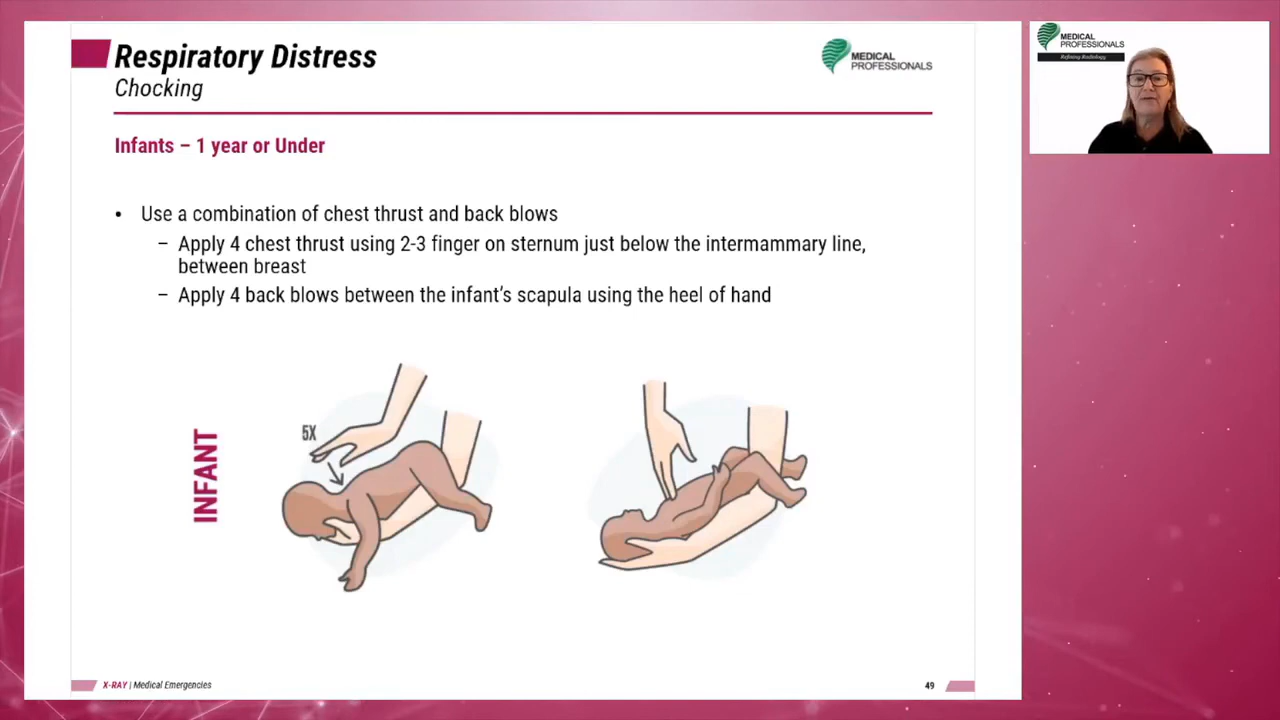 Respiratory Distress
Chocking
MEDICAL
PROFESSIONALS
Infants – 1 year or Under
• Use a combination of chest thrust and back blows
– Apply 4 chest thrust using 2-3 finger on sternum just below the intermammary line,
between breast
– Apply 4 back blows between the infant's scapula using the heel of hand
INFANT
5X
X-RAY | Medical Emergencies
49
MEDICAL
PROFESSIONALS
Refining Radiology